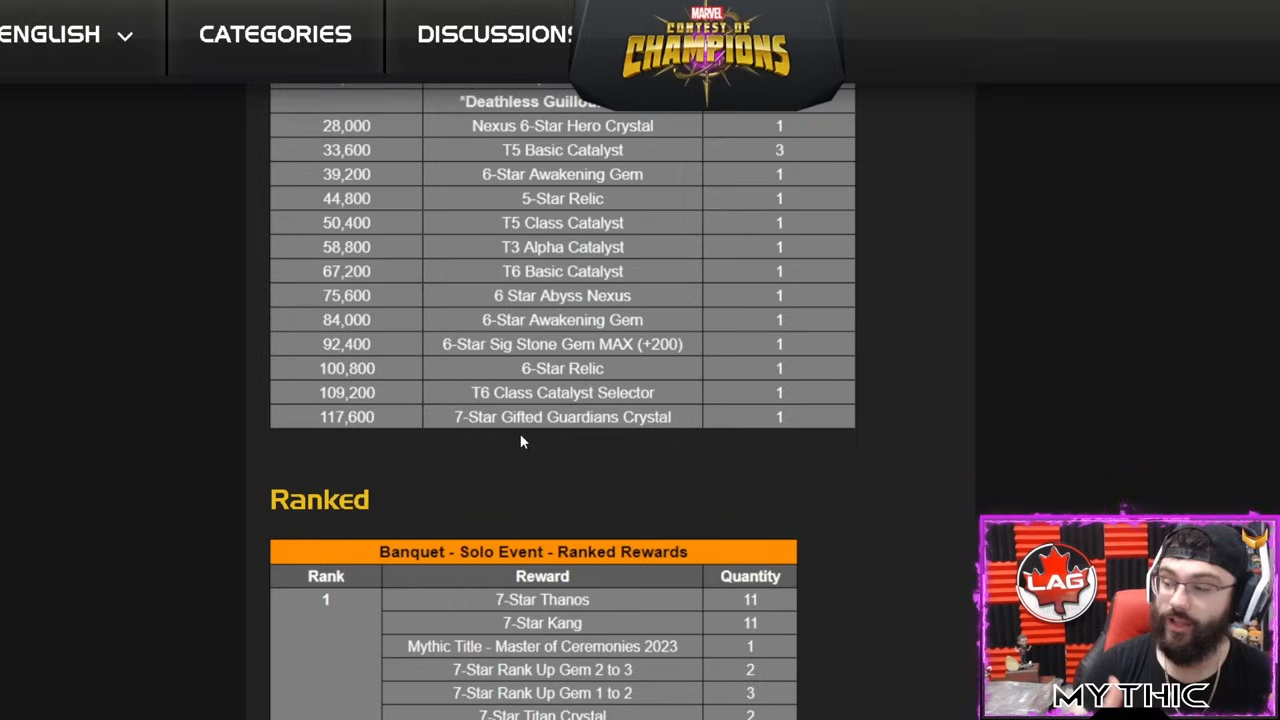 ENGLISH
CATEGORIES
DISCUSSIONS
MARVEL
CONTEST OF
CHAMPIONS
28,000 Nexus 6-Star Hero Crystal 1
33,600 T5 Basic Catalyst 3
39,200 6-Star Awakening Gem 1
44,800 5-Star Relic 1
50,400 T5 Class Catalyst 1
58,800 T3 Alpha Catalyst 1
67,200 T6 Basic Catalyst 1
75,600 6 Star Abyss Nexus 1
84,000 6-Star Awakening Gem 1
92,400 6-Star Sig Stone Gem MAX (+200) 1
100,800 6-Star Relic 1
109,200 T6 Class Catalyst Selector 1
117,600 7-Star Gifted Guardians Crystal 1
Ranked
Banquet - Solo Event - Ranked Rewards
Rank Reward Quantity
1 7-Star Thanos 11
7-Star Kang 11
Mythic Title - Master of Ceremonies 2023 1
7-Star Rank Up Gem 2 to 3 2
7-Star Rank Up Gem 1 to 2 3
7-Star Titan Crystal 2
LAG
MYTHIC